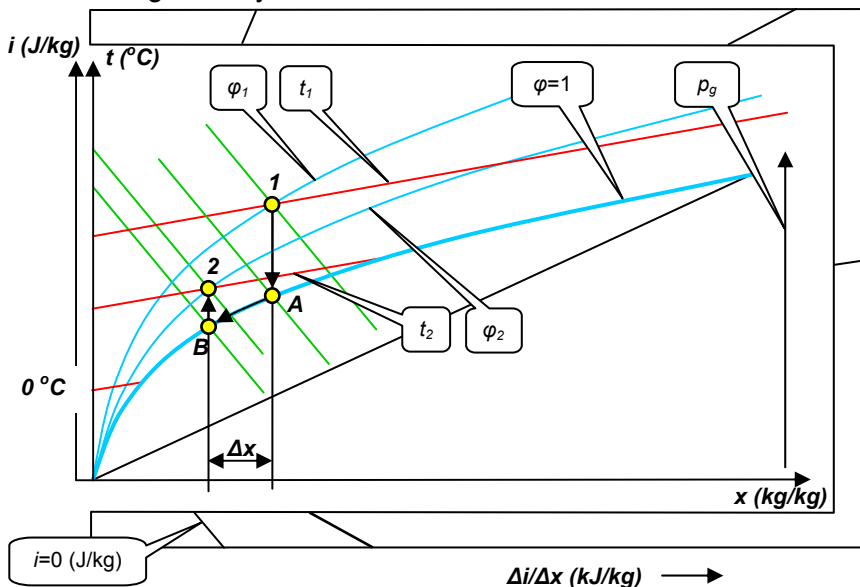 i (J/kg)
t (°C)
φ1
t1
φ=1
pg
1
2
A
B
t2
φ2
0 °C
Δx
x (kg/kg)
i=0 (J/kg)
Δi/Δx (kJ/kg)